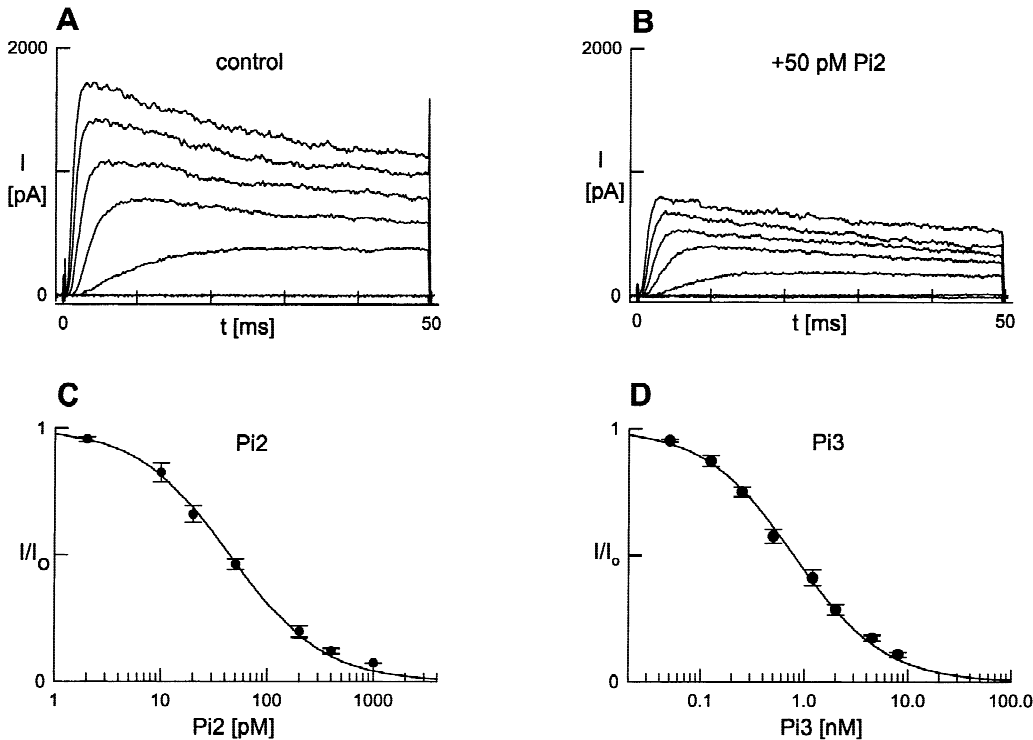 A
B
2000
control
I
[pA]
0
0
50
t [ms]
2000
+50 pM Pi2
I
[pA]
0
0
50
t [ms]
C
D
1
Pi2
I/Io
0
1
10
100
1000
Pi2 [pM]
1
Pi3
I/Io
0
0.1
1.0
10.0
100.0
Pi3 [nM]